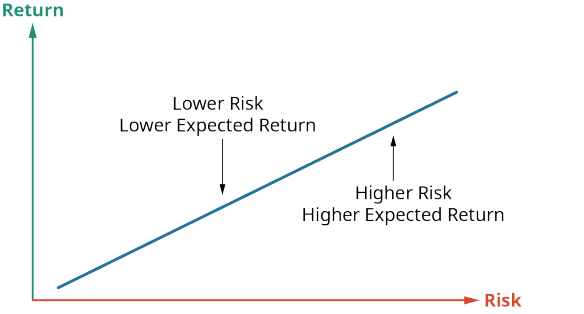 Return
Lower Risk
Lower Expected Return
Higher Risk
Higher Expected Return
Risk